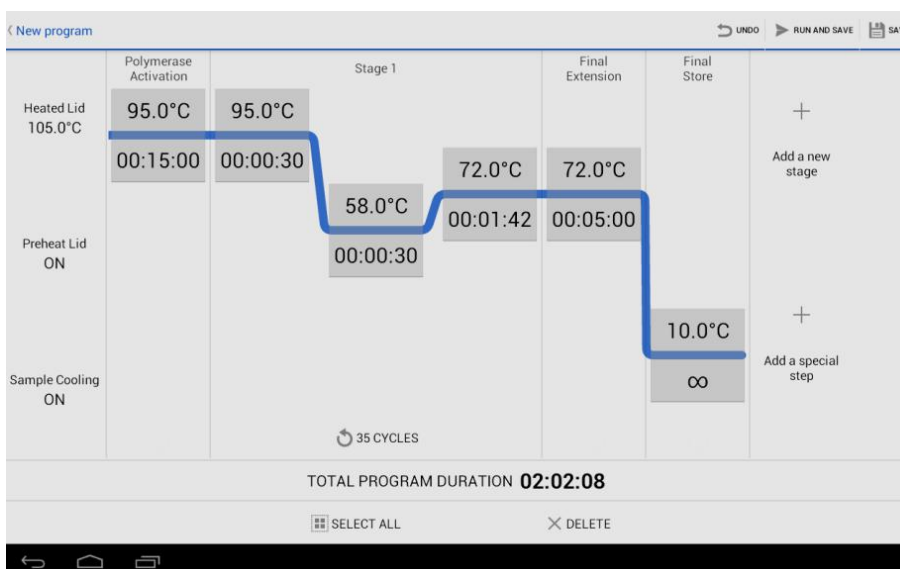 New program
UNDO
RUN AND SAVE
SA
Polymerase
Activation
Stage 1
Final
Extension
Final
Store
Heated Lid
105.0°C
Preheat Lid
ON
Sample Cooling
ON
95.0°C
00:15:00
95.0°C
00:00:30
58.0°C
00:00:30
72.0°C
00:01:42
72.0°C
00:05:00
10.0°C
∞
Add a new
stage
Add a special
step
35 CYCLES
TOTAL PROGRAM DURATION 02:02:08
SELECT ALL
DELETE